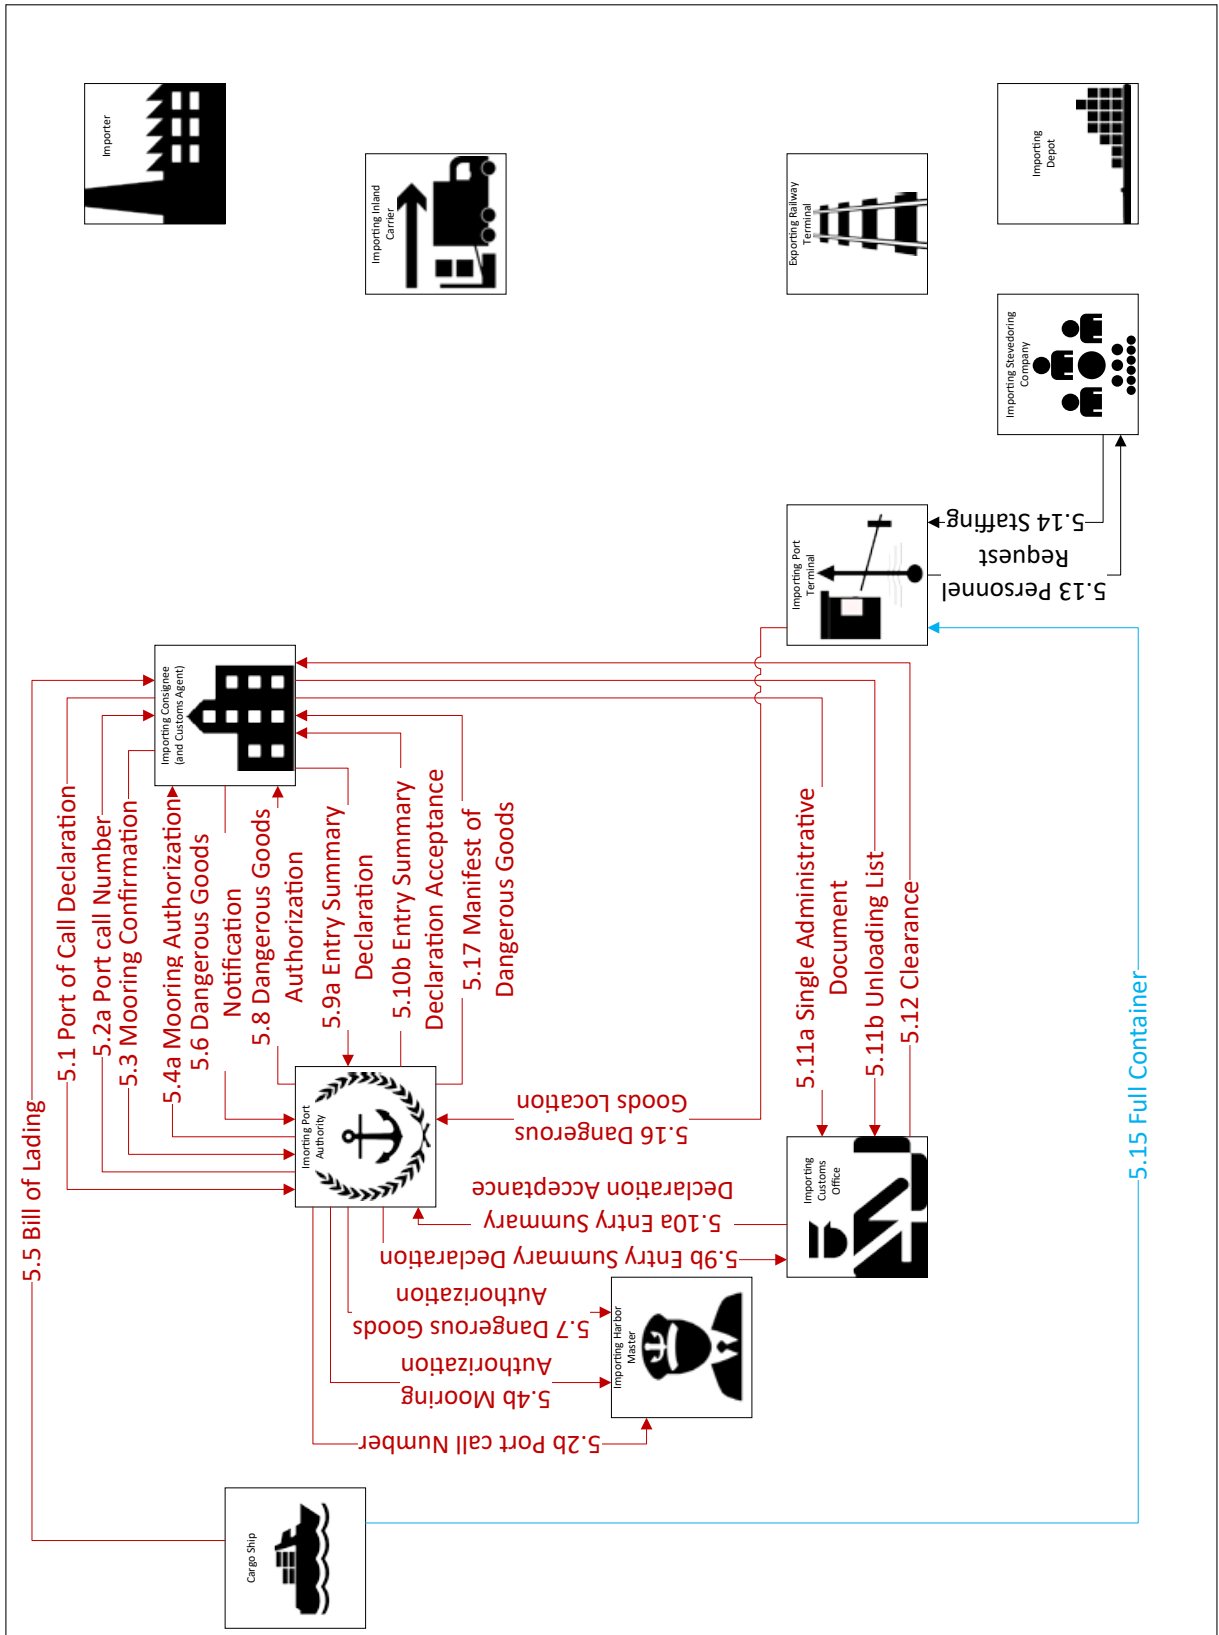 Importer
Importing Inland
Carrier
Exporting Railway
Terminal
Importing
Depot
Importing Stevedoring
Company
Importing Port
Terminal
5.14 Staffing
5.13 Personnel
Request
Importing Consignee
(and Customs Agent)
5.5 Bill of Lading
5.1 Port of Call Declaration
5.2a Port call Number
5.3 Mooring Confirmation
5.4a Mooring Authorization
5.6 Dangerous Goods
Notification
5.8 Dangerous Goods
Authorization
5.9a Entry Summary
Declaration
5.10b Entry Summary
Declaration Acceptance
5.17 Manifest of
Dangerous Goods
5.11a Single Administrative
Document
5.11b Unloading List
5.12 Clearance
5.15 Full Container
Imorting Port
Authority
5.16 Dangerous
Goods Location
5.10a Entry Summary
Declaration Acceptance
5.9b Entry Summary Declaration
5.7 Dangerous Goods
Authorization
5.4b Mooring
Authorization
5.2b Port call Number
Importing
Customs
Office
Importing Harbor
Master
Cargo Ship